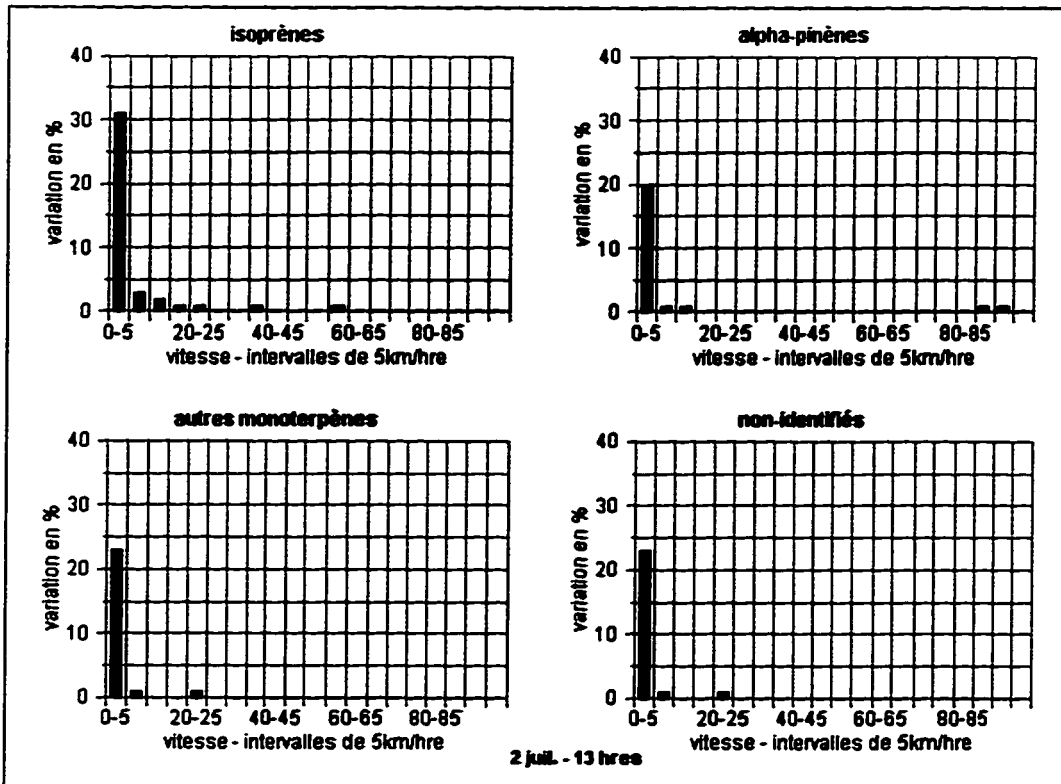 isoprènes
variation en %
40
30
20
10
0
0-5 20-25 40-45 60-65 80-85
vitesse - intervalles de 5km/hre
alpha-pinènes
variation en %
40
30
20
10
0
0-5 20-25 40-45 60-65 80-85
vitesse - intervalles de 5km/hre
autres monoterpènes
variation en %
40
30
20
10
0
0-5 20-25 40-45 60-65 80-85
vitesse - intervalles de 5km/hre
non-identifiés
variation en %
40
30
20
10
0
0-5 20-25 40-45 60-65 80-85
vitesse - intervalles de 5km/hre
2 juil. - 13 hres